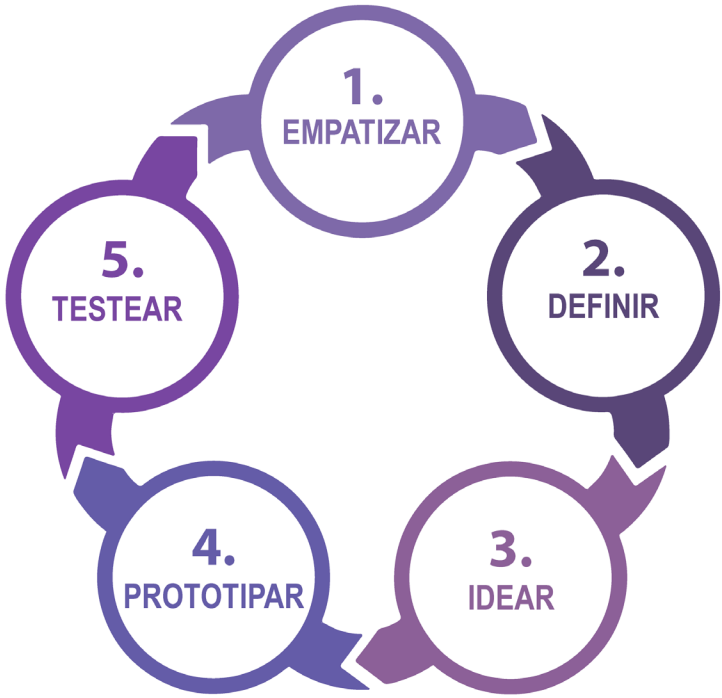 1.
EMPATIZAR
2.
DEFINIR
3.
IDEAR
4.
PROTOTIPAR
5.
TESTEAR